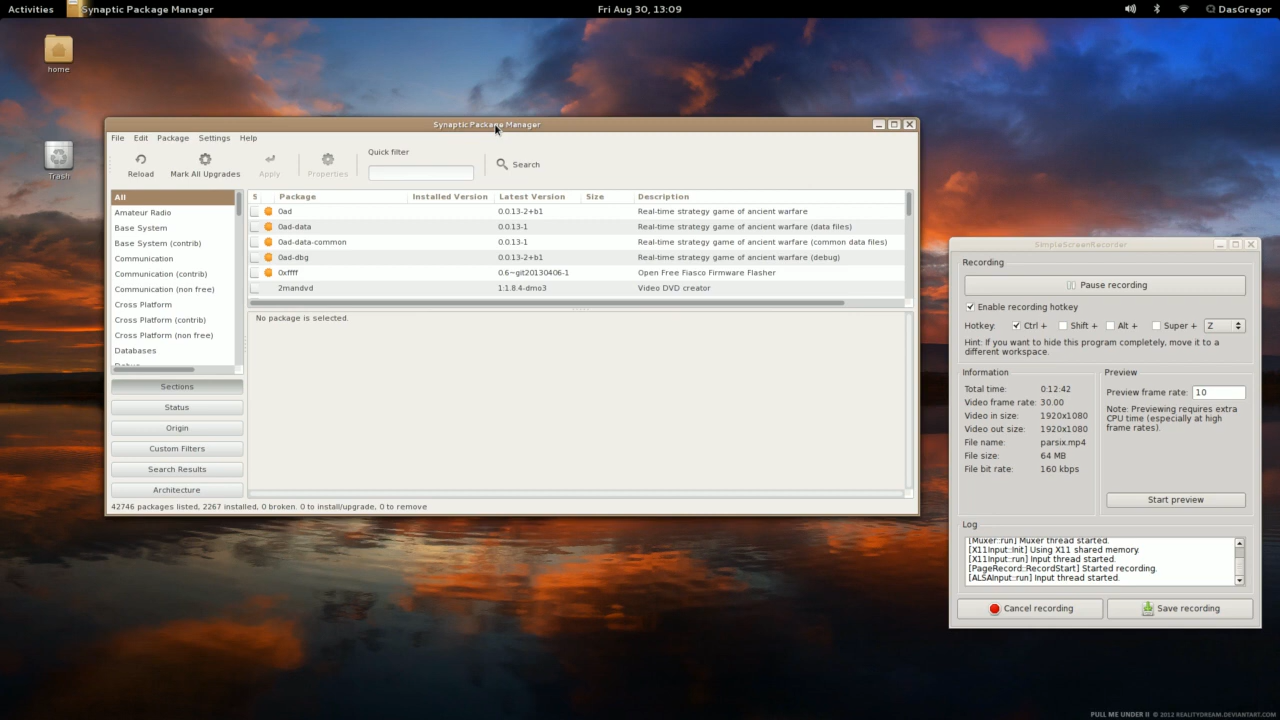 Activities Synaptic Package Manager Fri Aug 30, 13:09 DasGregor
home
Trash
Synaptic Package Manager
File Edit Package Settings Help
Reload Mark All Upgrades Apply Properties Quick filter Search
All
Amateur Radio
Base System
Base System (contrib)
Communication
Communication (contrib)
Communication (non free)
Cross Platform
Cross Platform (contrib)
Cross Platform (non free)
Databases
Sections
Status
Origin
Custom Filters
Search Results
Architecture
S Package Installed Version Latest Version Size Description
0ad 0.0.13-2+b1 Real-time strategy game of ancient warfare
0ad-data 0.0.13-1 Real-time strategy game of ancient warfare (data files)
0ad-data-common 0.0.13-1 Real-time strategy game of ancient warfare (common data files)
0ad-dbg 0.0.13-2+b1 Real-time strategy game of ancient warfare (debug)
0xffff 0.6~git20130406-1 Open Free Fiasco Firmware Flasher
2mandvd 1:1.8.4-dmo3 Video DVD creator
No package is selected.
42746 packages listed, 2267 installed, 0 broken. 0 to install/upgrade, 0 to remove
SimpleScreenRecorder
Recording
Pause recording
Enable recording hotkey
Hotkey: Ctrl + Shift + Alt + Super + Z
Hint: If you want to hide this program completely, move it to a
different workspace.
Information
Total time: 0:12:42
Video frame rate: 30.00
Video in size: 1920x1080
Video out size: 1920x1080
File name: parsix.mp4
File size: 64 MB
File bit rate: 160 kbps
Preview
Preview frame rate: 10
Note: Previewing requires extra
CPU time (especially at high
frame rates).
Start preview
Log
[Muxer::run] Muxer thread started.
[X11Input::Init] Using X11 shared memory.
[X11Input::run] Input thread started.
[PageRecord::RecordStart] Started recording.
[ALSAInput::run] Input thread started.
Cancel recording Save recording
PULL ME UNDER II © 2013 REALITYDREAM.DEVIANTART.COM